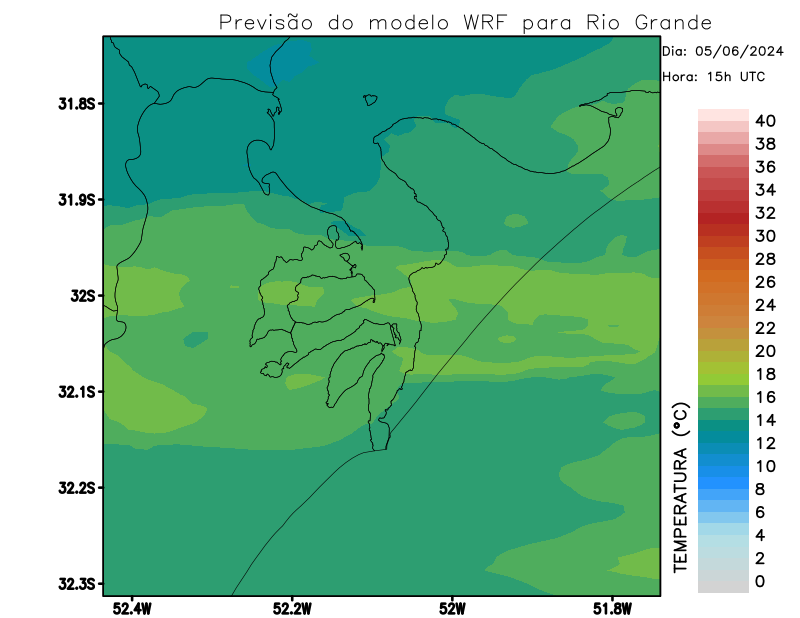 Previsão do modelo WRF para Rio Grande
Dia: 05/06/2024
Hora: 15h UTC
31.8S
31.9S
32S
32.1S
32.2S
32.3S
52.4W
52.2W
52W
51.8W
TEMPERATURA (°C)
40
38
36
34
32
30
28
26
24
22
20
18
16
14
12
10
8
6
4
2
0